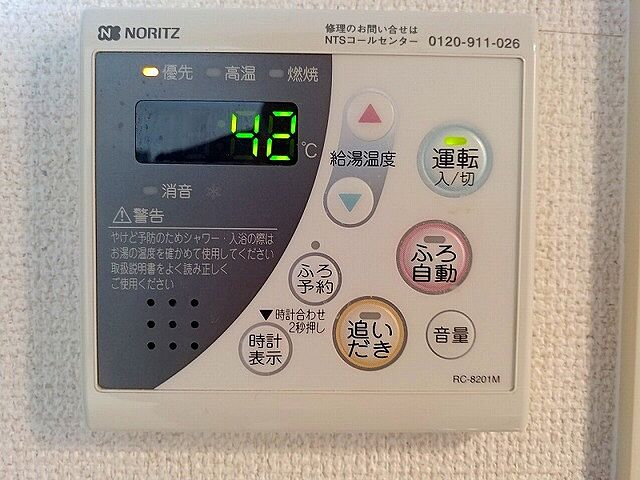 NORITZ
修理のお問い合せは
NTSコールセンター 0120-911-026
優先 高温 燃焼
42 ℃
給湯温度
運転
入/切
消音
警告
やけど予防のためシャワー・入浴の際は
お湯の温度を確かめて使用してください
取扱説明書をよく読み正しく
ご使用ください
ふろ
自動
ふろ
予約
▼時計合わせ
2秒押し
時計
表示
追い
だき
音量
RC-8201M